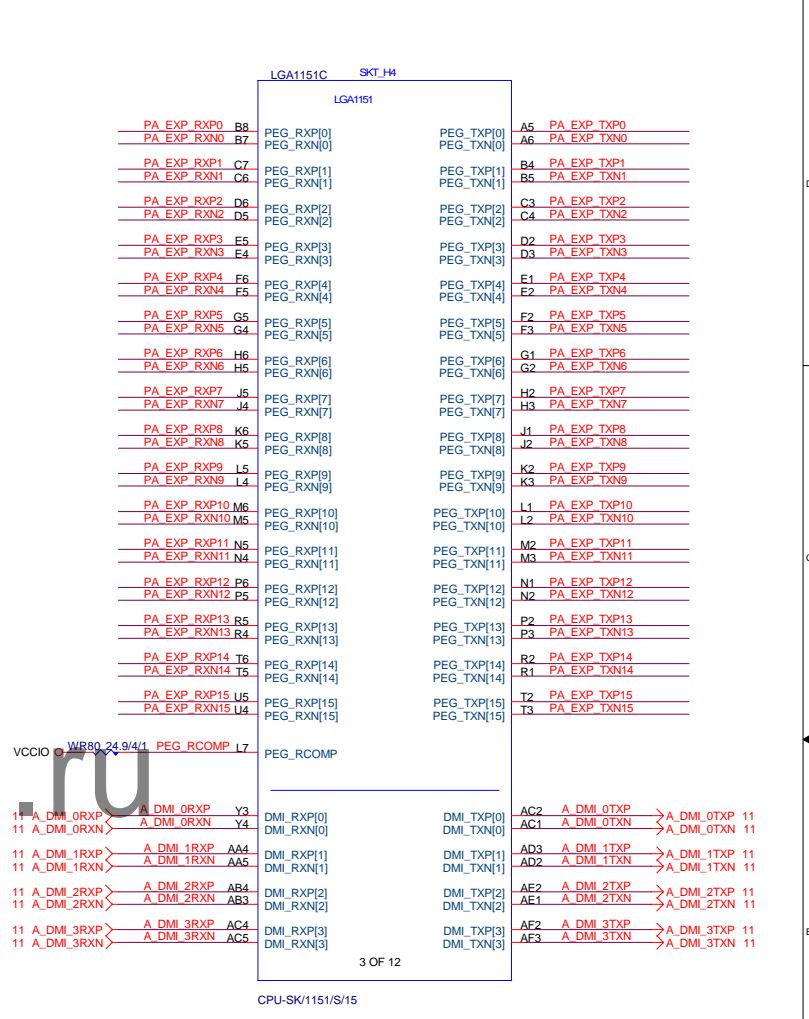 LGA1151C SKT_H4
LGA1151
PA_EXP_RXP0 B8 PEG_RXP[0] PEG_TXP[0] A5 PA_EXP_TXP0
PA_EXP_RXN0 B7 PEG_RXN[0] PEG_TXN[0] A6 PA_EXP_TXN0
PA_EXP_RXP1 C7 PEG_RXP[1] PEG_TXP[1] B4 PA_EXP_TXP1
PA_EXP_RXN1 C6 PEG_RXN[1] PEG_TXN[1] B5 PA_EXP_TXN1
D
PA_EXP_RXP2 D6 PEG_RXP[2] PEG_TXP[2] C3 PA_EXP_TXP2
PA_EXP_RXN2 D5 PEG_RXN[2] PEG_TXN[2] C4 PA_EXP_TXN2
PA_EXP_RXP3 E5 PEG_RXP[3] PEG_TXP[3] D2 PA_EXP_TXP3
PA_EXP_RXN3 E4 PEG_RXN[3] PEG_TXN[3] D3 PA_EXP_TXN3
PA_EXP_RXP4 F6 PEG_RXP[4] PEG_TXP[4] E1 PA_EXP_TXP4
PA_EXP_RXN4 F5 PEG_RXN[4] PEG_TXN[4] E2 PA_EXP_TXN4
PA_EXP_RXP5 G5 PEG_RXP[5] PEG_TXP[5] F2 PA_EXP_TXP5
PA_EXP_RXN5 G4 PEG_RXN[5] PEG_TXN[5] F3 PA_EXP_TXN5
PA_EXP_RXP6 H6 PEG_RXP[6] PEG_TXP[6] G1 PA_EXP_TXP6
PA_EXP_RXN6 H5 PEG_RXN[6] PEG_TXN[6] G2 PA_EXP_TXN6
PA_EXP_RXP7 J5 PEG_RXP[7] PEG_TXP[7] H2 PA_EXP_TXP7
PA_EXP_RXN7 J4 PEG_RXN[7] PEG_TXN[7] H3 PA_EXP_TXN7
PA_EXP_RXP8 K6 PEG_RXP[8] PEG_TXP[8] J1 PA_EXP_TXP8
PA_EXP_RXN8 K5 PEG_RXN[8] PEG_TXN[8] J2 PA_EXP_TXN8
PA_EXP_RXP9 L5 PEG_RXP[9] PEG_TXP[9] K2 PA_EXP_TXP9
PA_EXP_RXN9 L4 PEG_RXN[9] PEG_TXN[9] K3 PA_EXP_TXN9
PA_EXP_RXP10 M6 PEG_RXP[10] PEG_TXP[10] L1 PA_EXP_TXP10
PA_EXP_RXN10 M5 PEG_RXN[10] PEG_TXN[10] L2 PA_EXP_TXN10
PA_EXP_RXP11 N5 PEG_RXP[11] PEG_TXP[11] M2 PA_EXP_TXP11
PA_EXP_RXN11 N4 PEG_RXN[11] PEG_TXN[11] M3 PA_EXP_TXN11
C
PA_EXP_RXP12 P6 PEG_RXP[12] PEG_TXP[12] N1 PA_EXP_TXP12
PA_EXP_RXN12 P5 PEG_RXN[12] PEG_TXN[12] N2 PA_EXP_TXN12
PA_EXP_RXP13 R5 PEG_RXP[13] PEG_TXP[13] P2 PA_EXP_TXP13
PA_EXP_RXN13 R4 PEG_RXN[13] PEG_TXN[13] P3 PA_EXP_TXN13
PA_EXP_RXP14 T6 PEG_RXP[14] PEG_TXP[14] R2 PA_EXP_TXP14
PA_EXP_RXN14 T5 PEG_RXN[14] PEG_TXN[14] R1 PA_EXP_TXN14
PA_EXP_RXP15 U5 PEG_RXP[15] PEG_TXP[15] T2 PA_EXP_TXP15
PA_EXP_RXN15 U4 PEG_RXN[15] PEG_TXN[15] T3 PA_EXP_TXN15
VCCIO WR80 24.9/4/1 PEG_RCOMP L7 PEG_RCOMP
.ru
11 A_DMI_0RXP A_DMI_0RXP Y3 DMI_RXP[0] DMI_TXP[0] AC2 A_DMI_0TXP A_DMI_0TXP 11
11 A_DMI_0RXN A_DMI_0RXN Y4 DMI_RXN[0] DMI_TXN[0] AC1 A_DMI_0TXN A_DMI_0TXN 11
11 A_DMI_1RXP A_DMI_1RXP AA4 DMI_RXP[1] DMI_TXP[1] AD3 A_DMI_1TXP A_DMI_1TXP 11
11 A_DMI_1RXN A_DMI_1RXN AA5 DMI_RXN[1] DMI_TXN[1] AD2 A_DMI_1TXN A_DMI_1TXN 11
11 A_DMI_2RXP A_DMI_2RXP AB4 DMI_RXP[2] DMI_TXP[2] AE2 A_DMI_2TXP A_DMI_2TXP 11
11 A_DMI_2RXN A_DMI_2RXN AB3 DMI_RXN[2] DMI_TXN[2] AE1 A_DMI_2TXN A_DMI_2TXN 11
11 A_DMI_3RXP A_DMI_3RXP AC4 DMI_RXP[3] DMI_TXP[3] AF2 A_DMI_3TXP A_DMI_3TXP 11
11 A_DMI_3RXN A_DMI_3RXN AC5 DMI_RXN[3] DMI_TXN[3] AF3 A_DMI_3TXN A_DMI_3TXN 11
3 OF 12
CPU-SK/1151/S/15